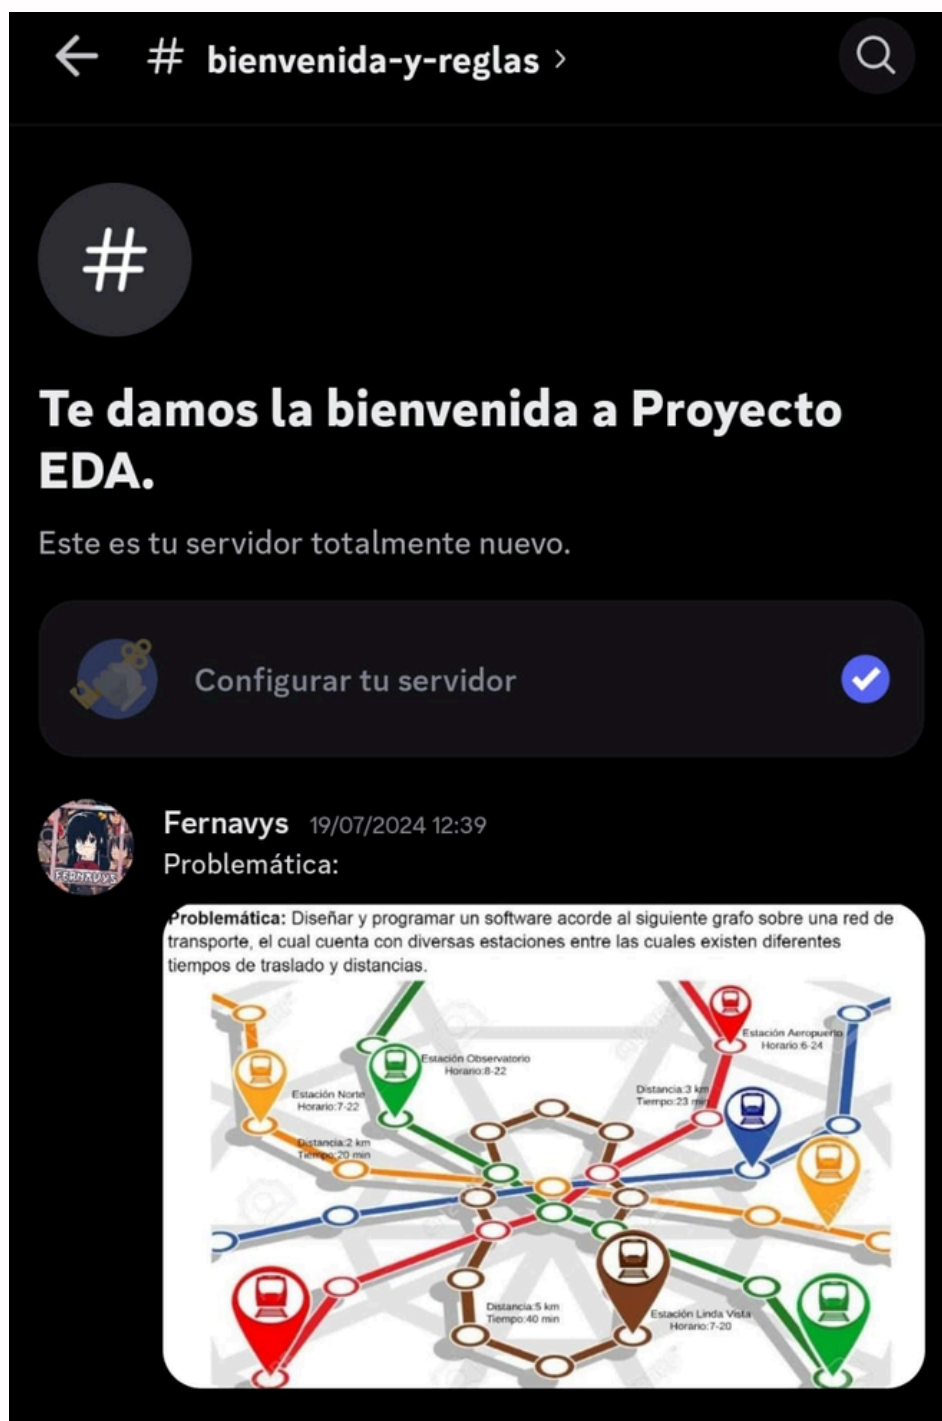 # bienvenida-y-reglas >
#
Te damos la bienvenida a Proyecto
EDA.
Este es tu servidor totalmente nuevo.
Configurar tu servidor
Fernavys 19/07/2024 12:39
FERNAVYS
Problemática:
Problemática: Diseñar y programar un software acorde al siguiente grafo sobre una red de
transporte, el cual cuenta con diversas estaciones entre las cuales existen diferentes
tiempos de traslado y distancias.
Estación Aeropuerto
Horario:6-24
Estación Observatorio
Horario:8-22
Estación Norte
Horario:7-22
Distancia:3 km
Tiempo:23 min
Distancia:2 km
Tiempo:20 min
Distancia:5 km
Tiempo:40 min
Estación Linda Vista
Horario:7-20